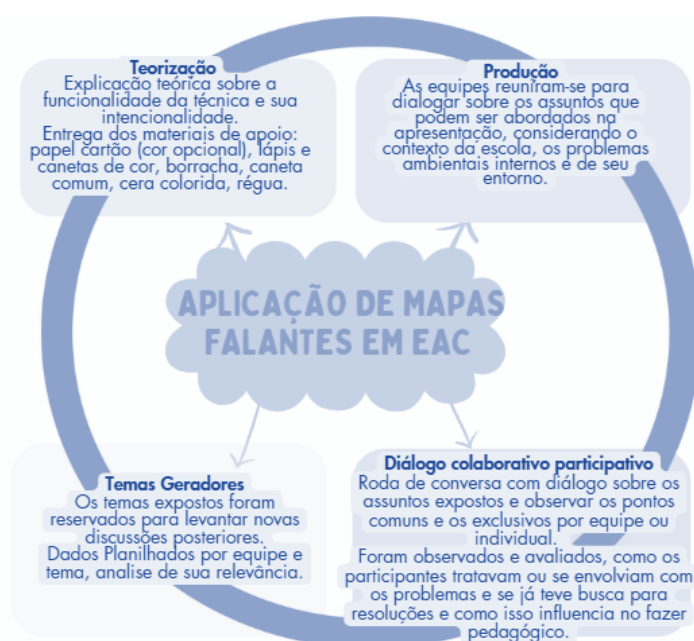 Teorização
Explicação teórica sobre a
funcionalidade da técnica e sua
intencionalidade.
Entrega dos materiais de apoio:
papel cartão (cor opcional), lápis e
canetas de cor, borracha, caneta
comum, cera colorida, régua.
Produção
As equipes reuniram-se para
dialogar sobre os assuntos que
podem ser abordados na
apresentação, considerando o
contexto da escola, os problemas
ambientais internos e de seu
entorno.
APLICAÇÃO DE MAPAS
FALANTES EM EAC
Temas Geradores
Os temas expostos foram
reservados para levantar novas
discussões posteriores.
Dados Planilhados por equipe e
tema, analise de sua relevância.
Diálogo colaborativo participativo
Roda de conversa com diálogo sobre os
assuntos expostos e observar os pontos
comuns e os exclusivos por equipe ou
individual.
Foram observados e avaliados, como os
participantes tratavam ou se envolviam com
os problemas e se já teve busca para
resoluções e como isso influencia no fazer
pedagógico.